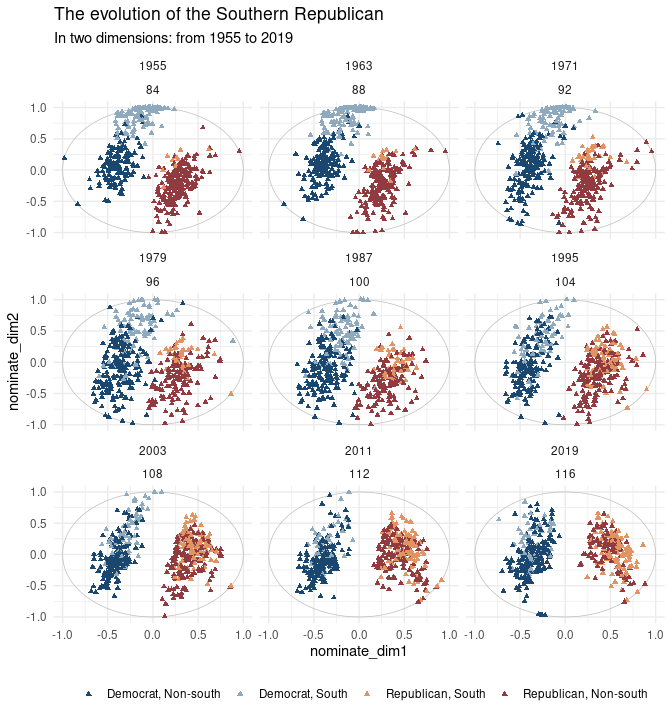 The evolution of the Southern Republican
In two dimensions: from 1955 to 2019
1955 1963 1971
84 88 92
1.0
0.5
0.0
-0.5
-1.0
1979 1987 1995
96 100 104
1.0
0.5
0.0
-0.5
-1.0
nominate_dim2
2003 2011 2019
108 112 116
1.0
0.5
0.0
-0.5
-1.0
-1.0 -0.5 0.0 0.5 1.0 -0.5 0.0 0.5 1.0 -0.5 0.0 0.5 1.0
nominate_dim1
Democrat, Non-south Democrat, South Republican, South Republican, Non-south